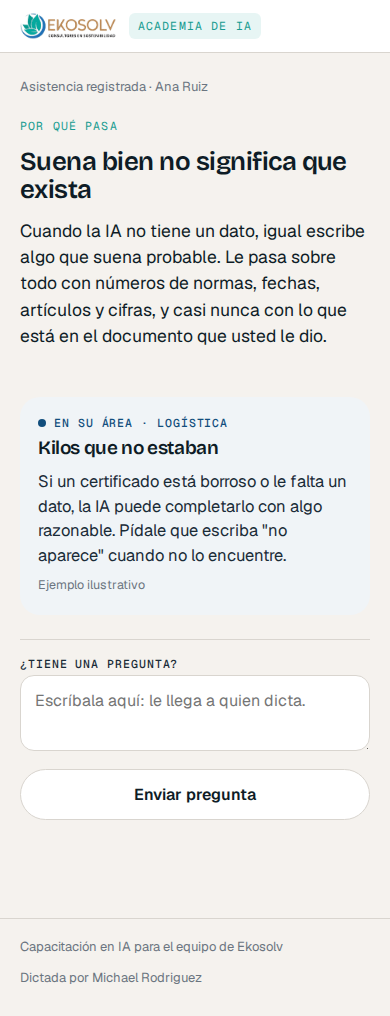 EKOSOLV
ACADEMIA DE IA
Asistencia registrada · Ana Ruiz
POR QUÉ PASA
Suena bien no significa que
exista
Cuando la IA no tiene un dato, igual escribe
algo que suena probable. Le pasa sobre
todo con números de normas, fechas,
artículos y cifras, y casi nunca con lo que
está en el documento que usted le dio.
EN SU ÁREA · LOGÍSTICA
Kilos que no estaban
Si un certificado está borroso o le falta un
dato, la IA puede completarlo con algo
razonable. Pídale que escriba "no
aparece" cuando no lo encuentre.
Ejemplo ilustrativo
¿TIENE UNA PREGUNTA?
Escríbala aquí: le llega a quien dicta.
Enviar pregunta
Capacitación en IA para el equipo de Ekosolv
Dictada por Michael Rodriguez